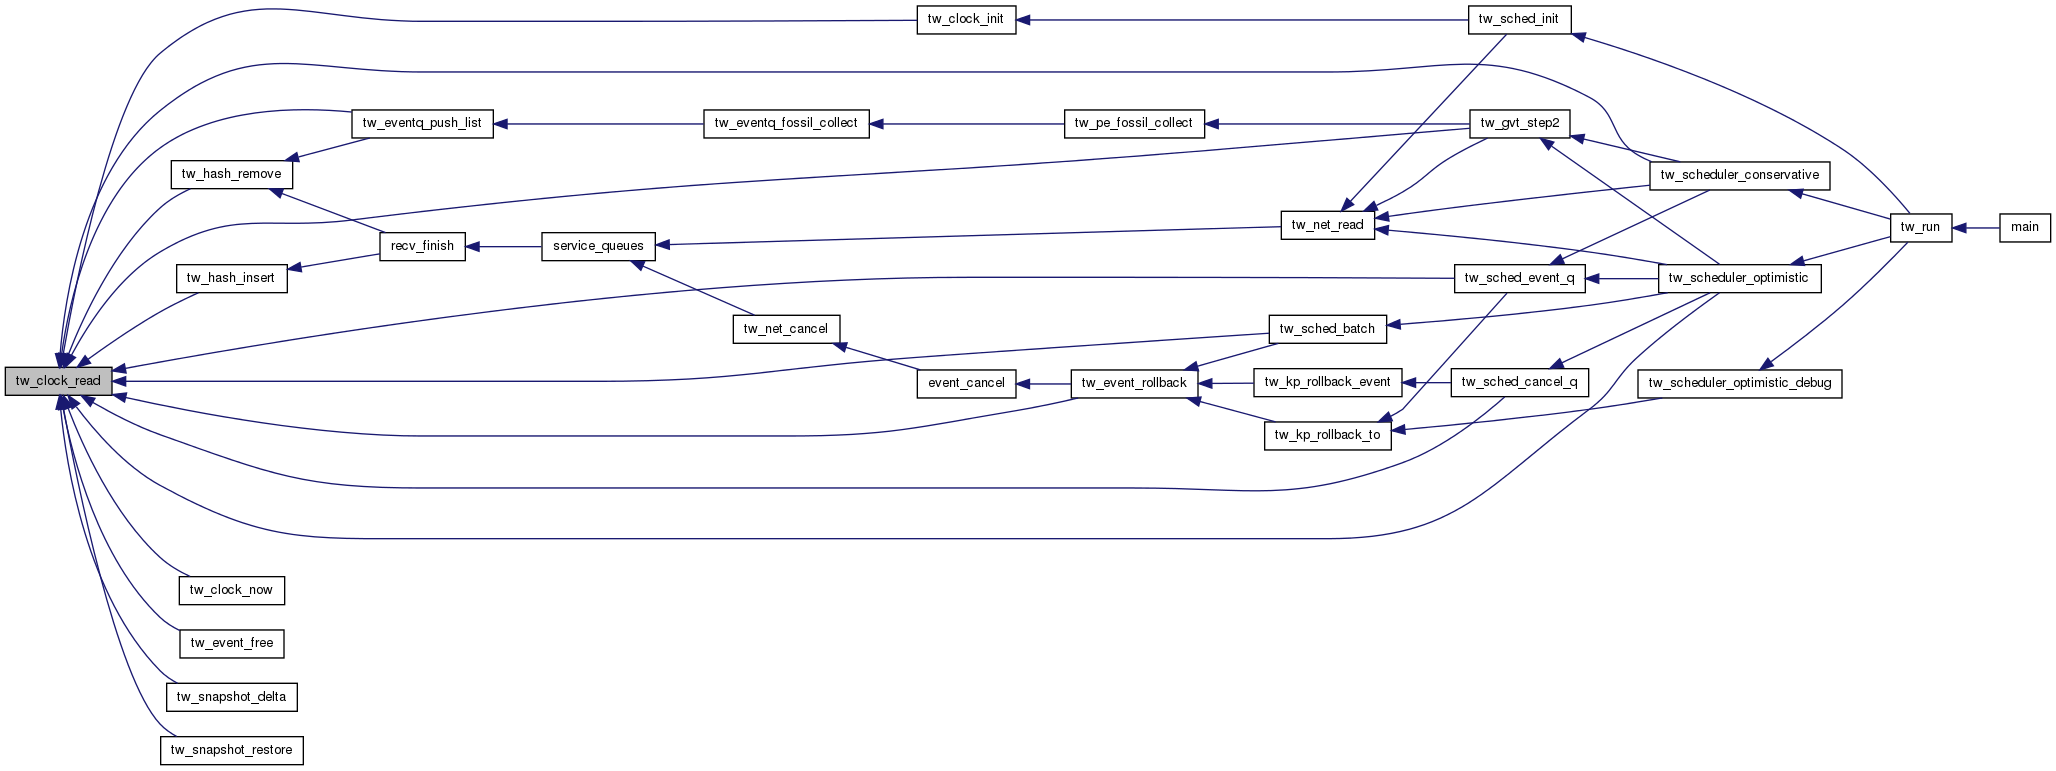 tw_clock_init
tw_sched_init
tw_eventq_push_list
tw_eventq_fossil_collect
tw_pe_fossil_collect
tw_gvt_step2
tw_hash_remove
tw_scheduler_conservative
tw_net_read
tw_run
main
recv_finish
service_queues
tw_hash_insert
tw_sched_event_q
tw_scheduler_optimistic
tw_net_cancel
tw_sched_batch
tw_clock_read
event_cancel
tw_event_rollback
tw_kp_rollback_event
tw_sched_cancel_q
tw_scheduler_optimistic_debug
tw_kp_rollback_to
tw_clock_now
tw_event_free
tw_snapshot_delta
tw_snapshot_restore